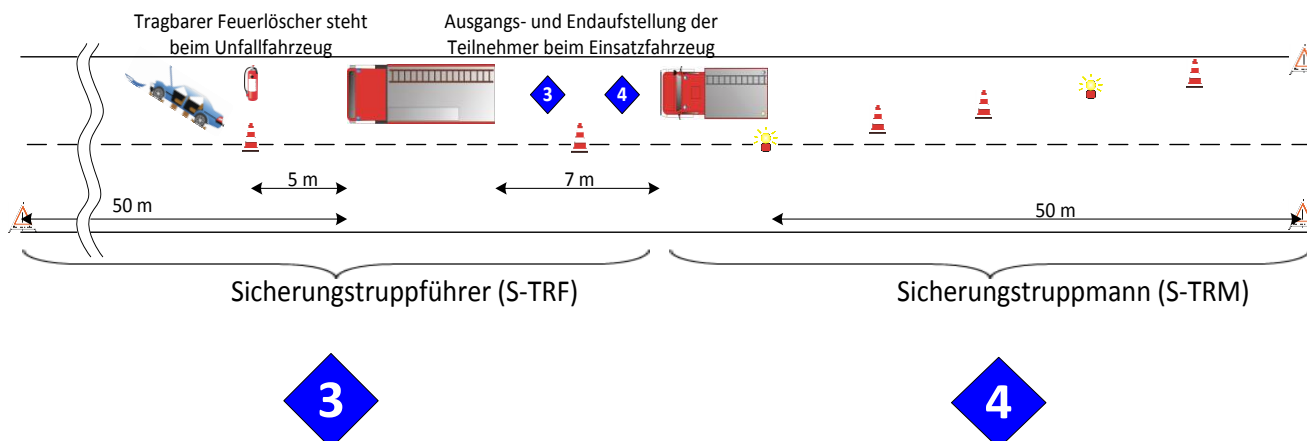 Tragbarer Feuerlöscher steht
beim Unfallfahrzeug
Ausgangs- und Endaufstellung der
Teilnehmer beim Einsatzfahrzeug
3
4
5 m
7 m
50 m
50 m
Sicherungstruppführer (S-TRF)
Sicherungstruppmann (S-TRM)
3
4